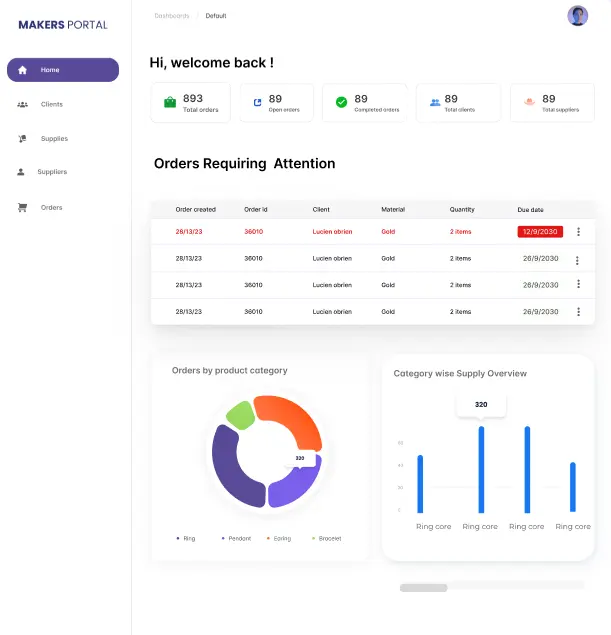 MAKERS PORTAL
Dashboards / Default
Home
Clients
Supplies
Suppliers
Orders
Hi, welcome back !
893
Total orders
89
Open orders
89
Completed orders
89
Total clients
89
Total suppliers
Orders Requiring Attention
Order created Order id Client Material Quantity Due date
28/13/23 36010 Lucien obrien Gold 2 items 12/9/2030
28/13/23 36010 Lucien obrien Gold 2 items 26/9/2030
28/13/23 36010 Lucien obrien Gold 2 items 26/9/2030
28/13/23 36010 Lucien obrien Gold 2 items 26/9/2030
Orders by product category
320
Ring Pendant Earing Bracelet
Category wise Supply Overview
320
Ring core Ring core Ring core Ring core